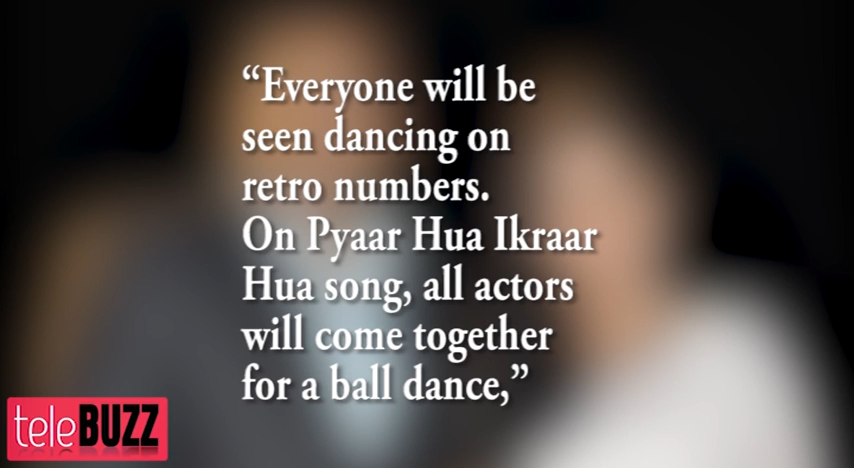 “Everyone will be
seen dancing on
retro numbers.
On Pyaar Hua Ikraar
Hua song, all actors
will come together
for a ball dance,”
teleBUZZ